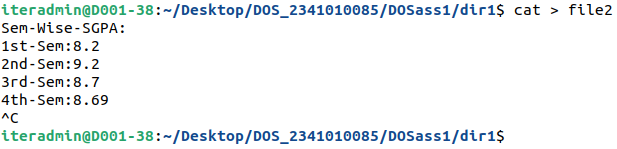 iteradmin@D001-38:~/Desktop/DOS_2341010085/DOSass1/dir1$ cat > file2
Sem-Wise-SGPA:
1st-Sem:8.2
2nd-Sem:9.2
3rd-Sem:8.7
4th-Sem:8.69
^C
iteradmin@D001-38:~/Desktop/DOS_2341010085/DOSass1/dir1$